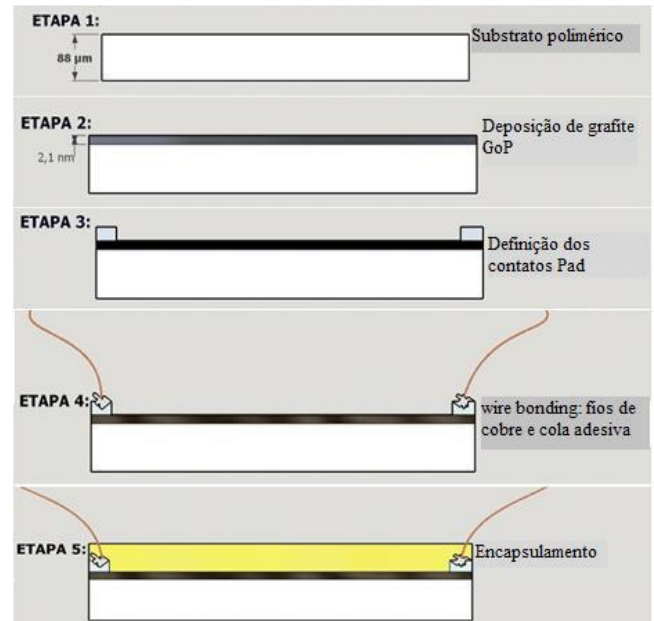 ETAPA 1:
88 µm
Substrato polimérico
ETAPA 2:
2,1 nm
Deposição de grafite
GoP
ETAPA 3:
Definição dos
contatos Pad
ETAPA 4:
wire bonding: fios de
cobre e cola adesiva
ETAPA 5:
Encapsulamento